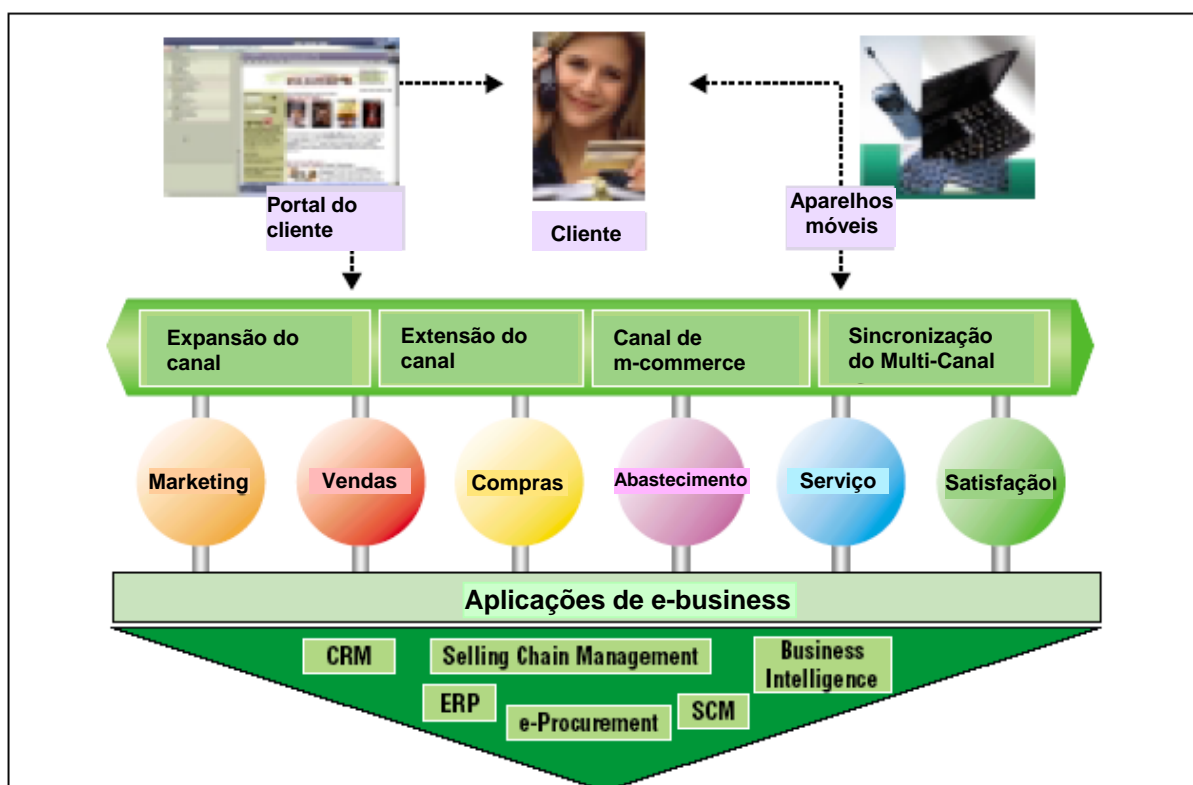 Portal do
cliente
Cliente
Aparelhos
móveis
Expansão do
canal
Extensão do
canal
Canal de
m-commerce
Sincronização
do Multi-Canal
Marketing
Vendas
Compras
Abastecimento
Serviço
Satisfação
Aplicações de e-business
CRM
Selling Chain Management
Business
Intelligence
ERP
e-Procurement
SCM